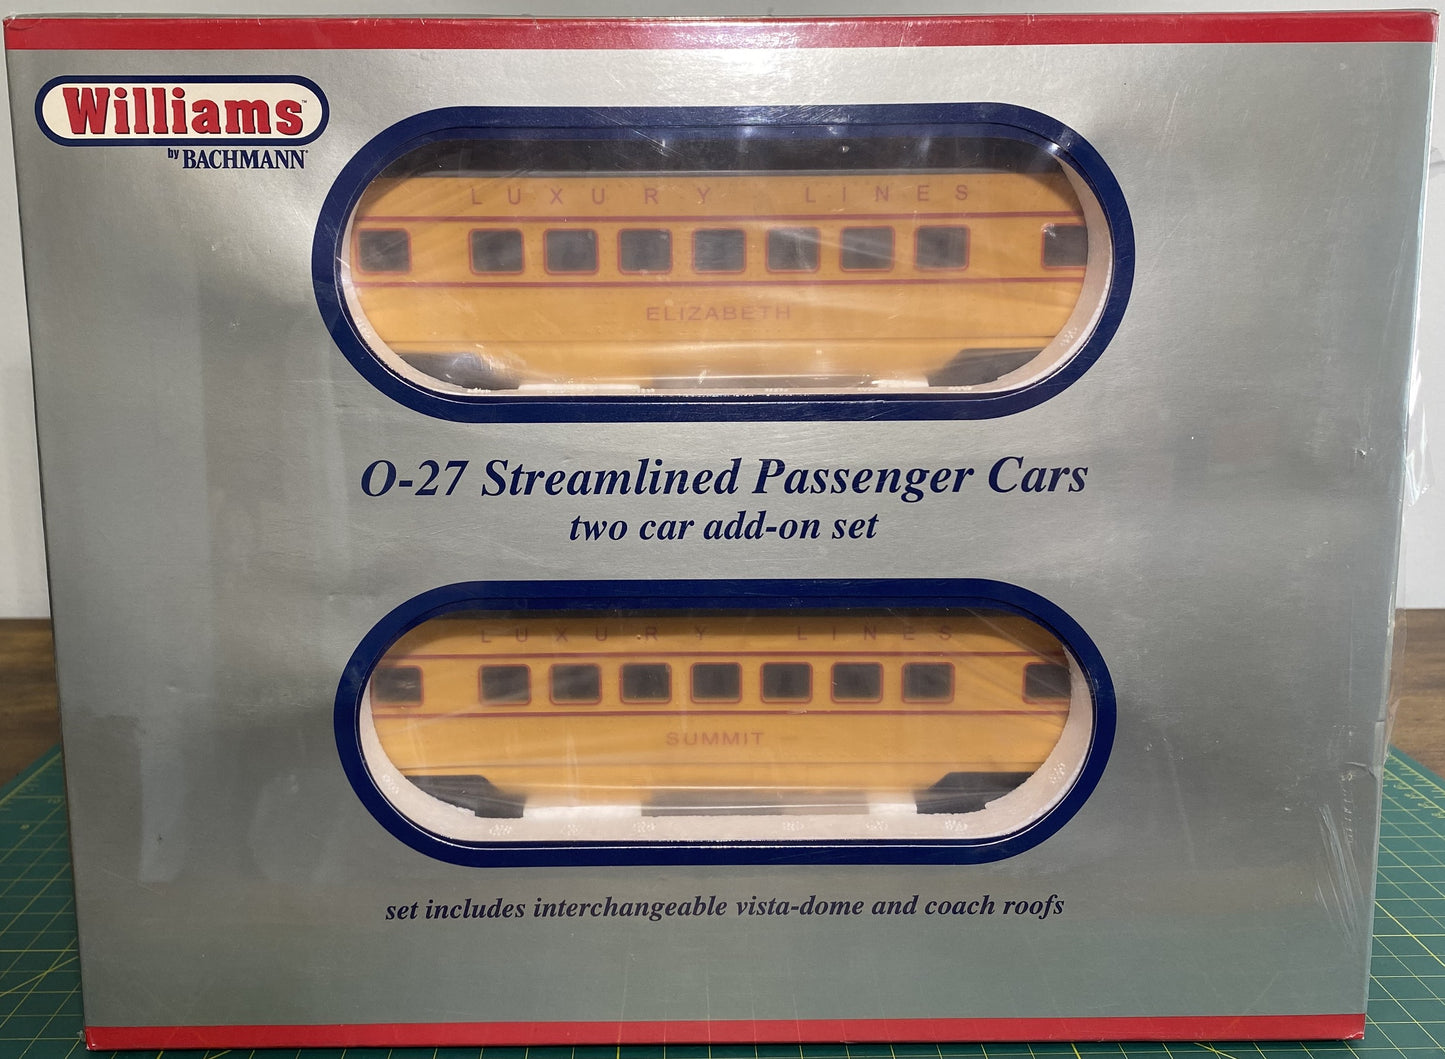 Williams™
by BACHMANN®
LUXURY LINES
ELIZABETH
O-27 Streamlined Passenger Cars
two car add-on set
LUXURY LINES
SUMMIT
set includes interchangeable vista-dome and coach roofs